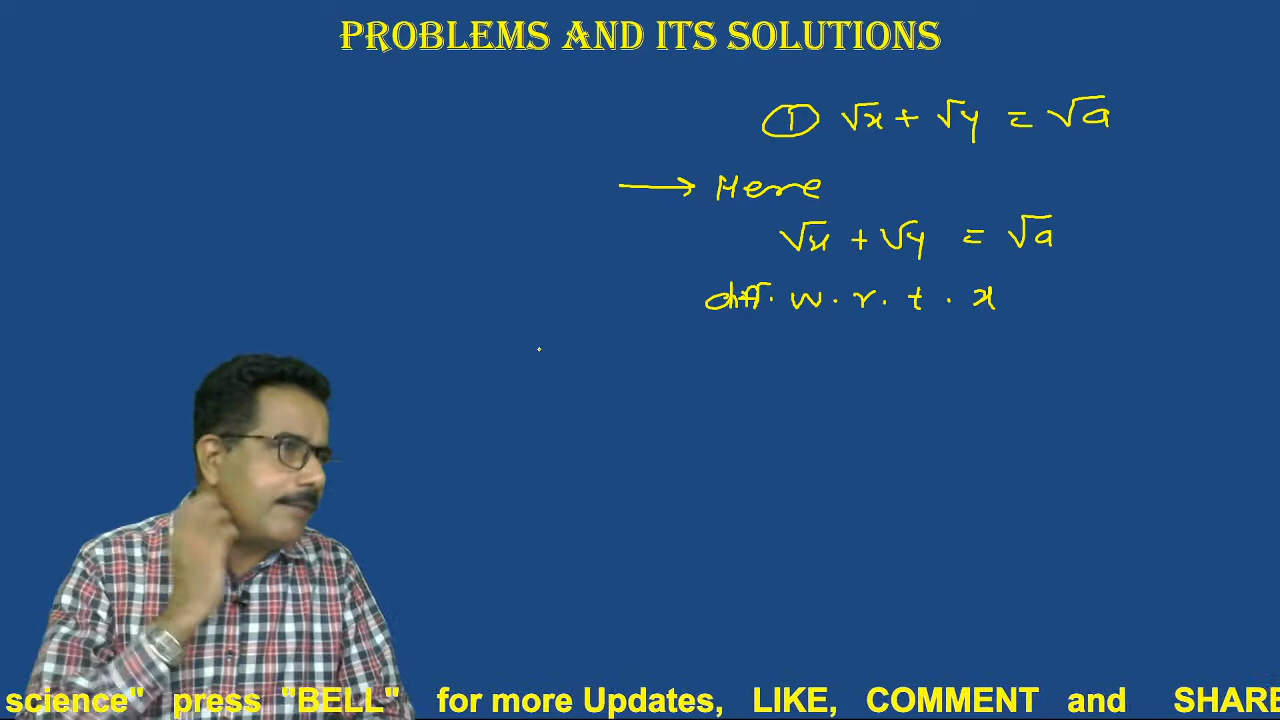 PROBLEMS AND ITS SOLUTIONS
① √x + √y = √a
→ Here
√x + √y = √a
diff. w.r.t. x
science" press "BELL" for more Updates, LIKE, COMMENT and SHARE